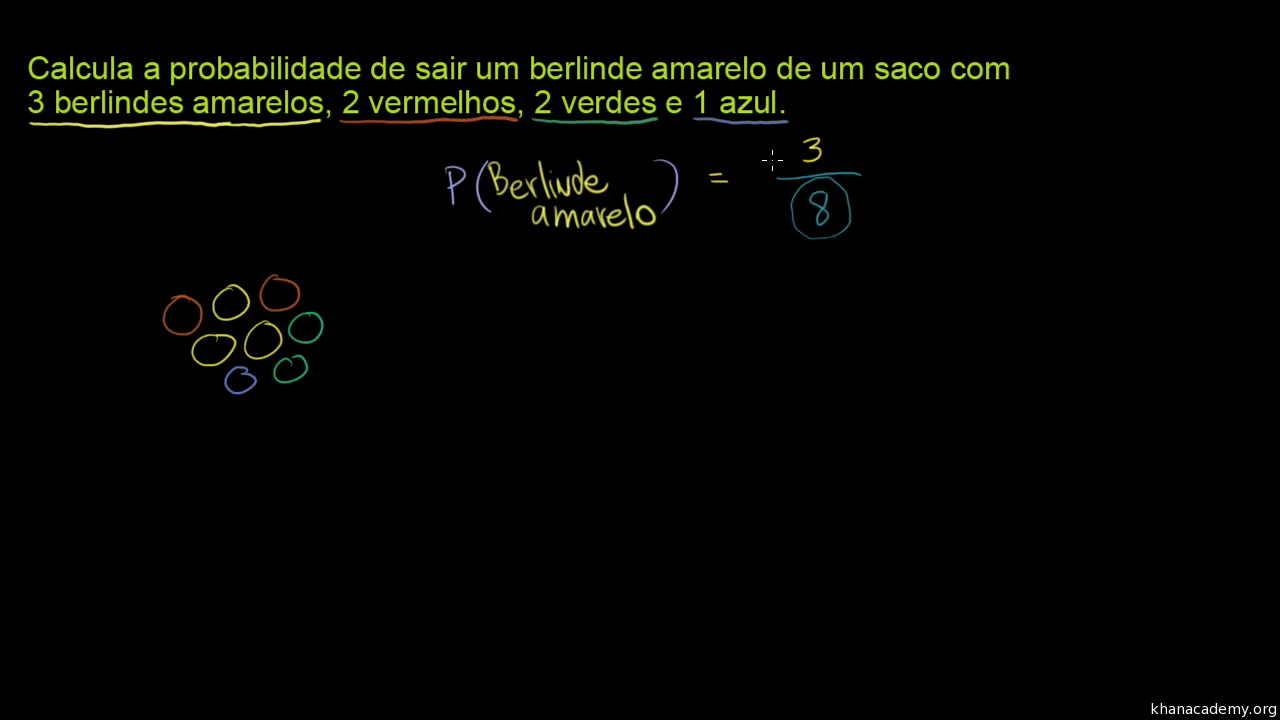 Calcula a probabilidade de sair um berlinde amarelo de um saco com
3 berlindes amarelos, 2 vermelhos, 2 verdes e 1 azul.
P(Berlinde amarelo) = 3/8
khanacademy.org